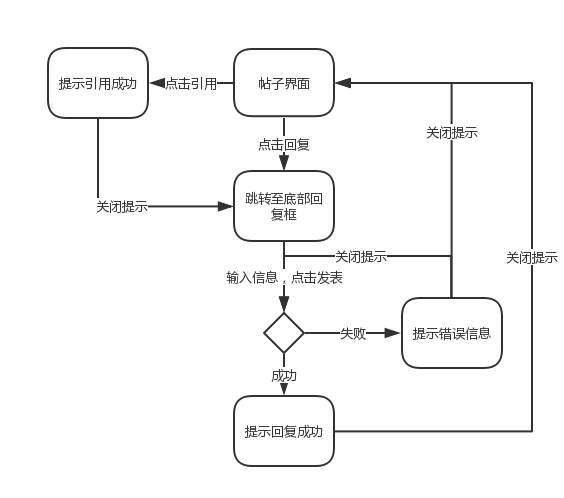 提示引用成功
点击引用
帖子界面
关闭提示
点击回复
跳转至底部回
复框
关闭提示
关闭提示
关闭提示
输入信息，点击发表
失败
提示错误信息
成功
提示回复成功